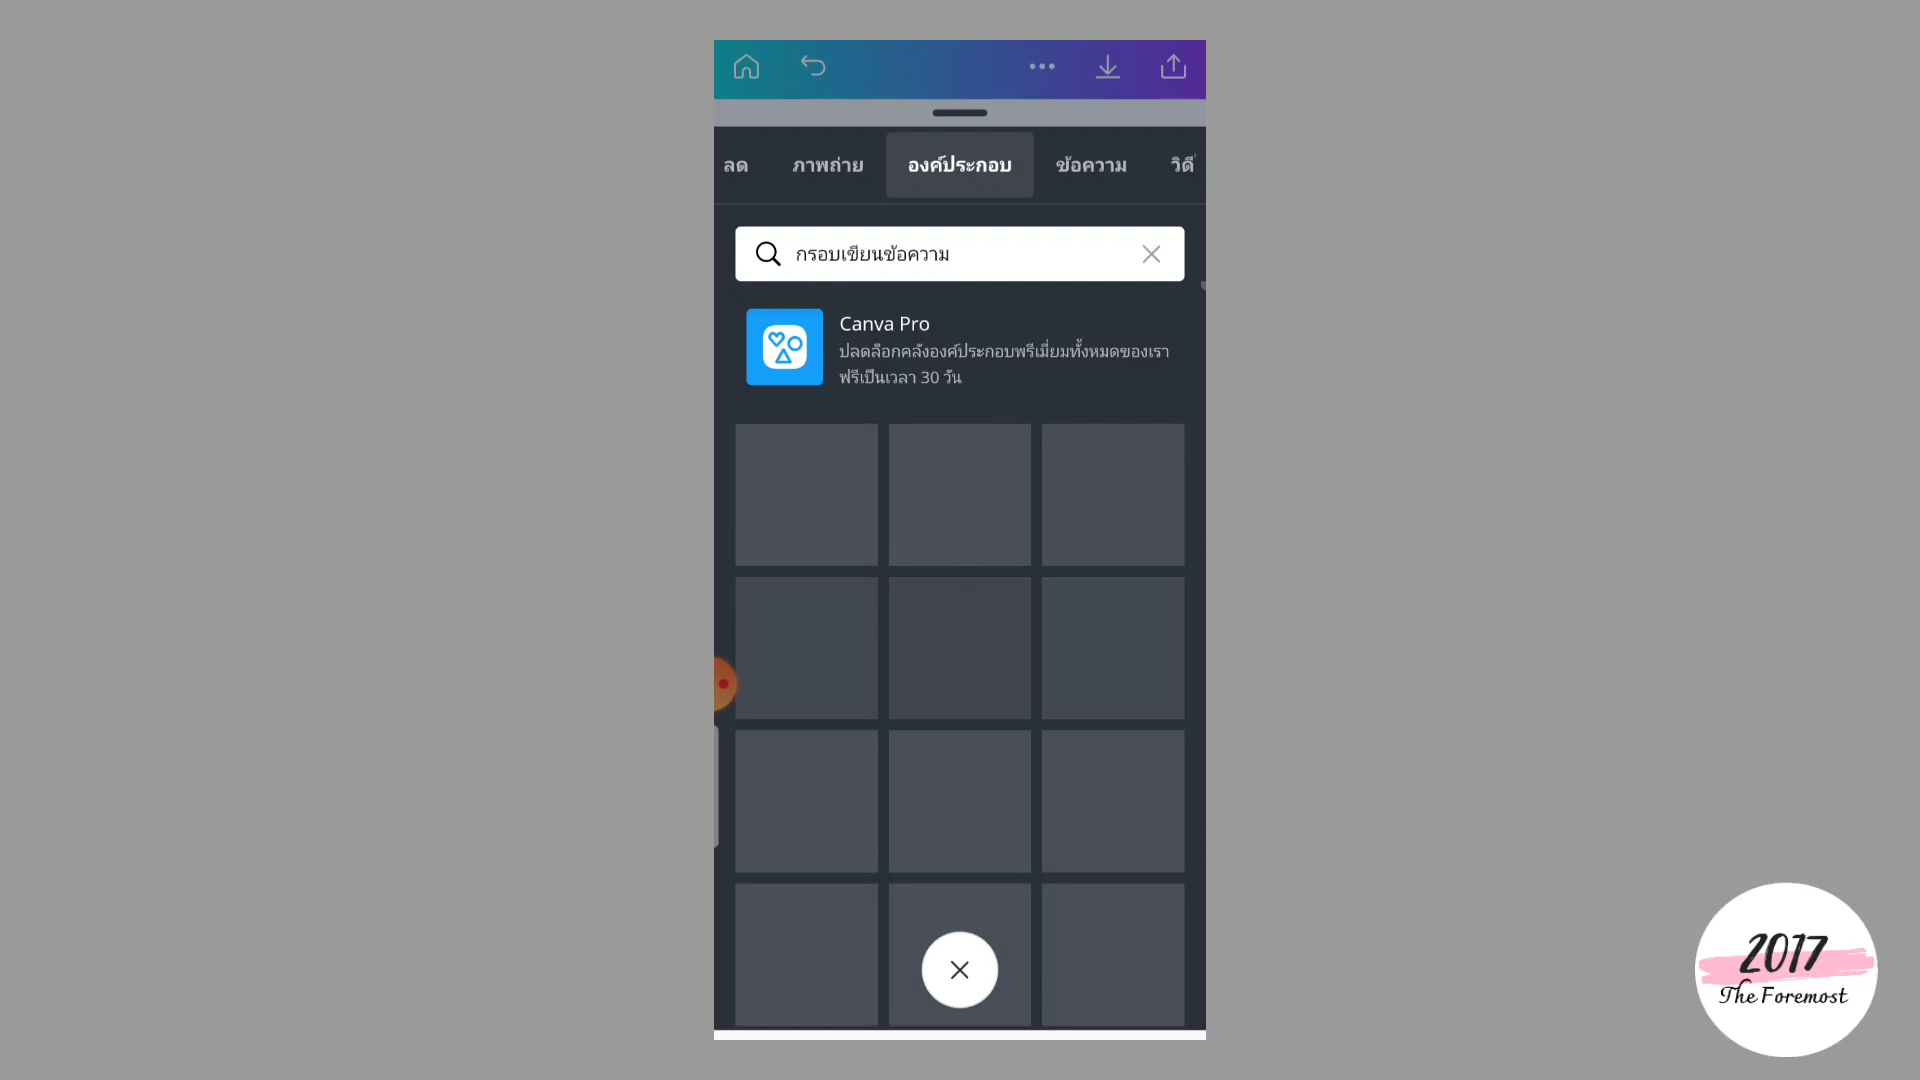 ลด ภาพถ่าย องค์ประกอบ ข้อความ วิดี
กรอบเขียนข้อความ
Canva Pro
ปลดล็อกคลังองค์ประกอบพรีเมี่ยมทั้งหมดของเรา
ฟรีเป็นเวลา 30 วัน
2017
The Foremost